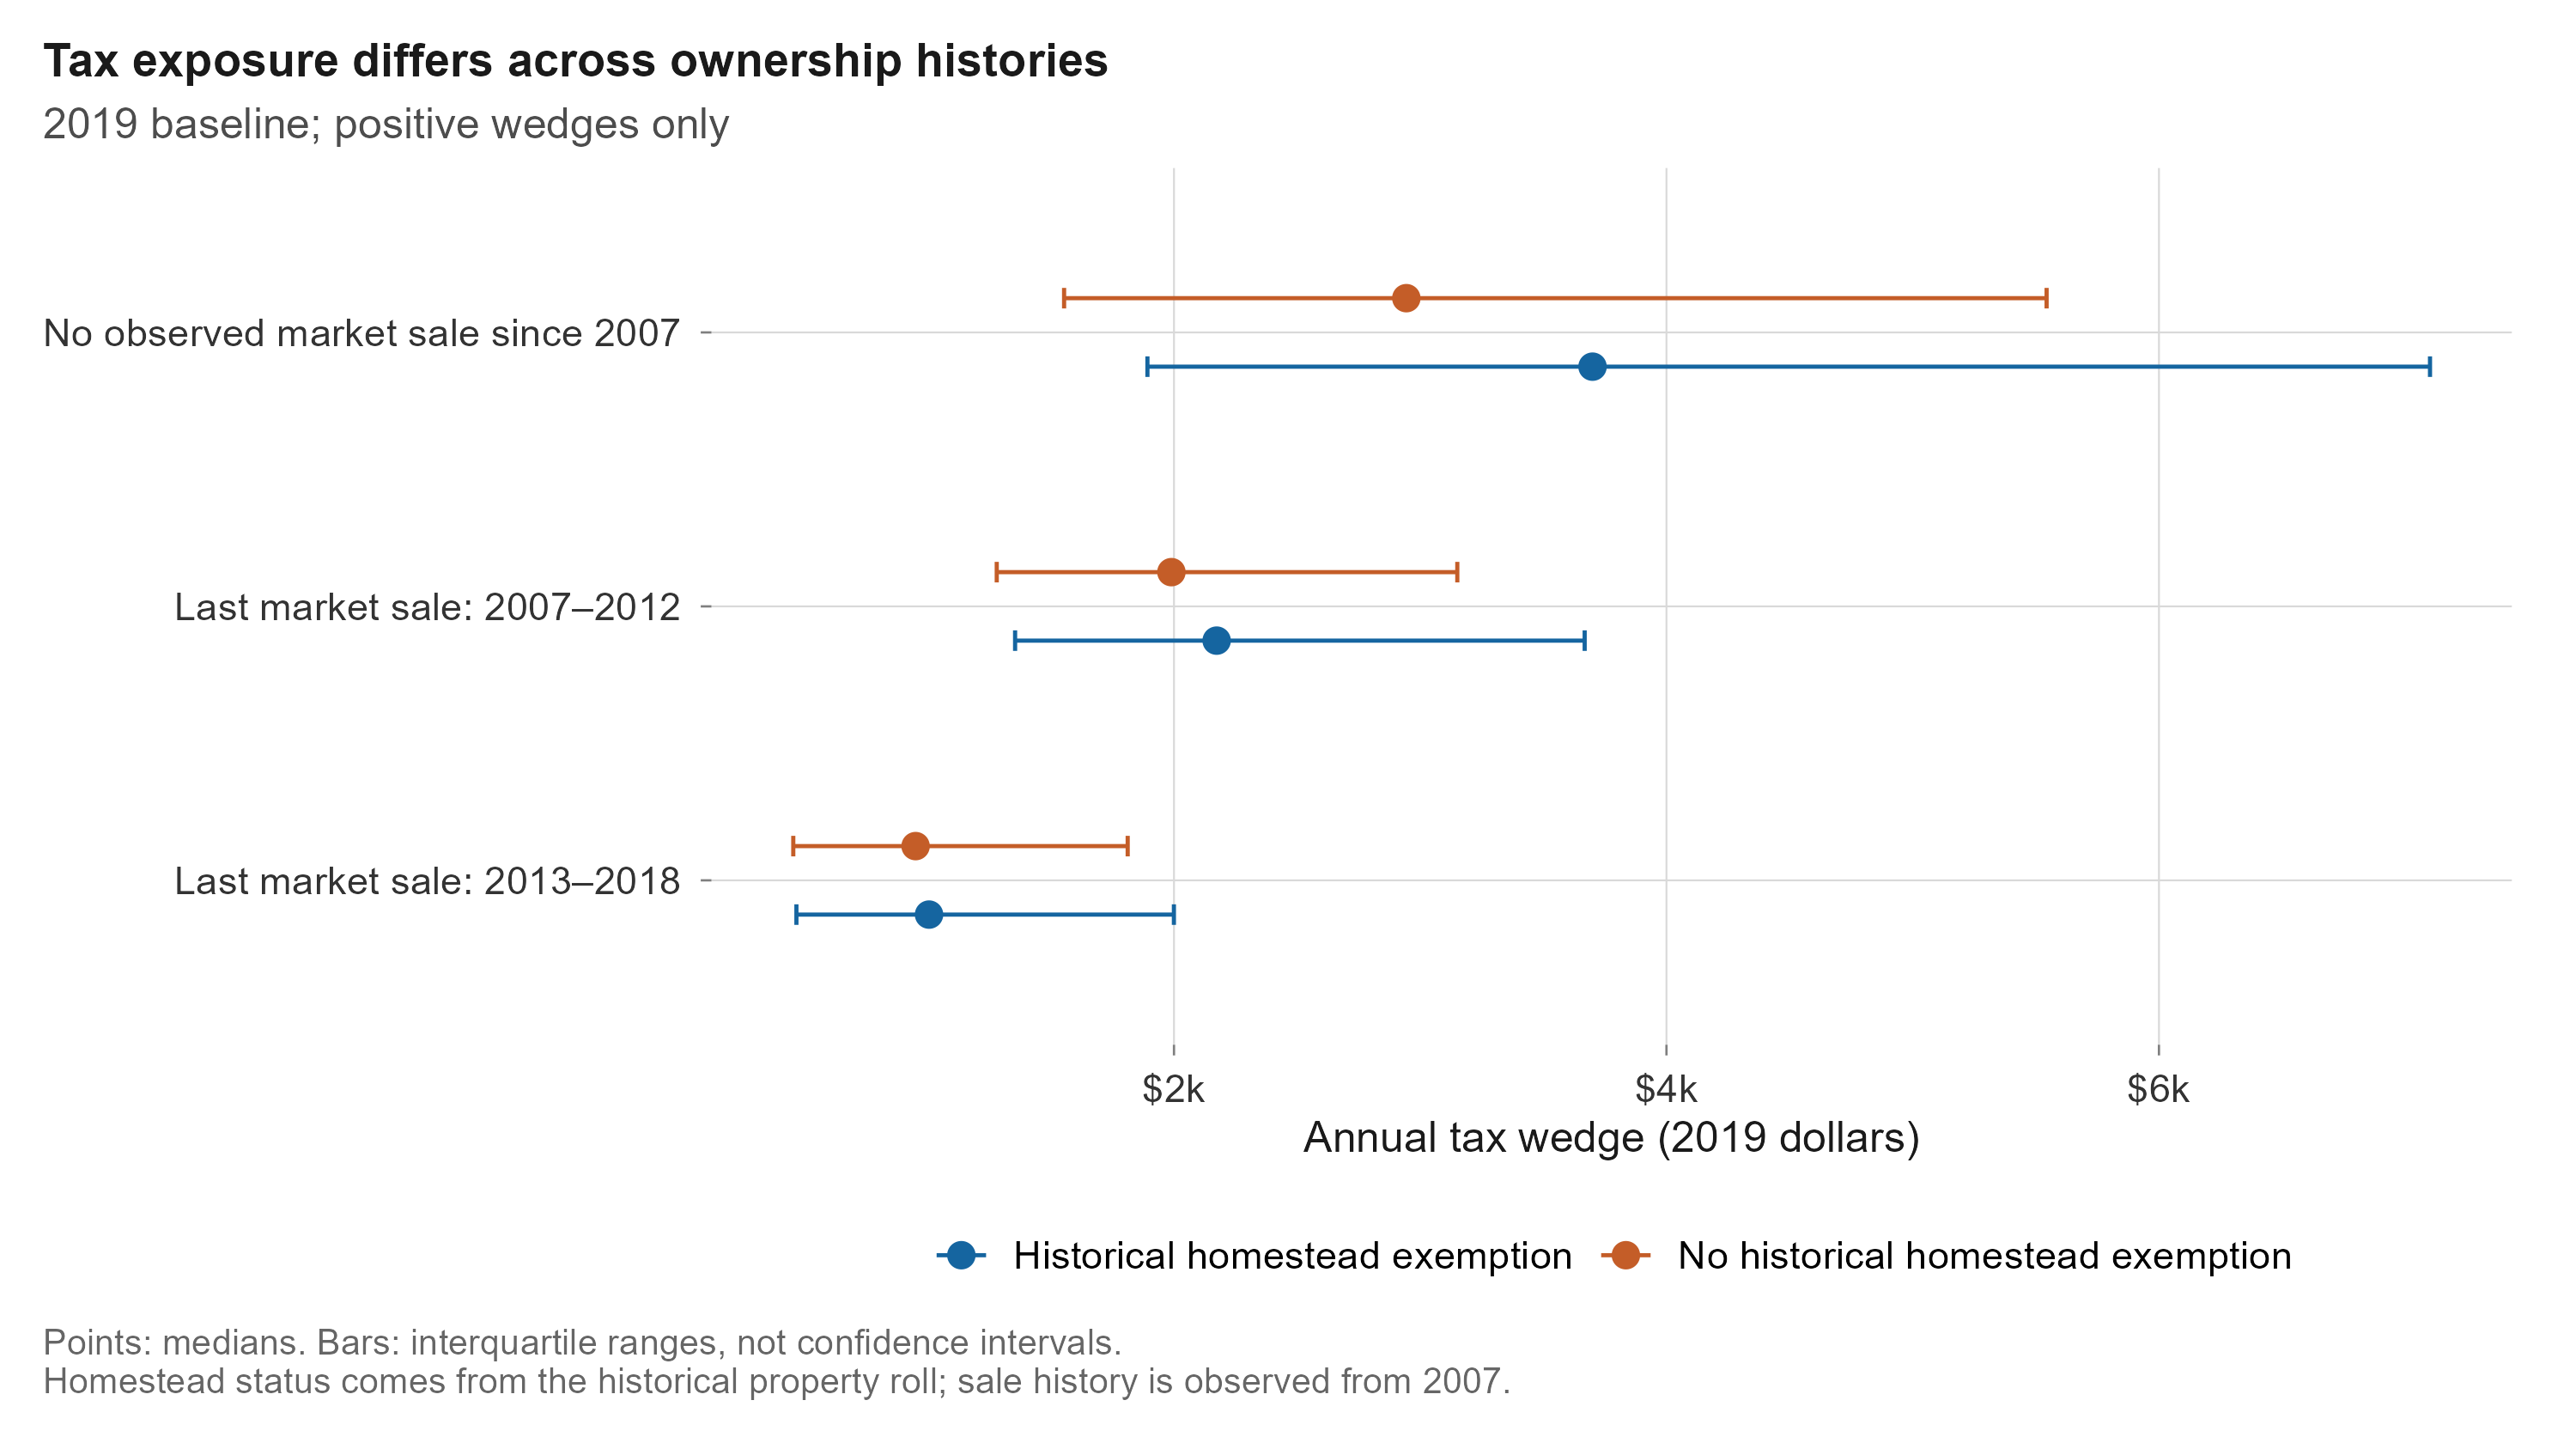 Tax exposure differs across ownership histories
2019 baseline; positive wedges only
No observed market sale since 2007
Last market sale: 2007–2012
Last market sale: 2013–2018
$2k
$4k
$6k
Annual tax wedge (2019 dollars)
Historical homestead exemption
No historical homestead exemption
Points: medians. Bars: interquartile ranges, not confidence intervals.
Homestead status comes from the historical property roll; sale history is observed from 2007.